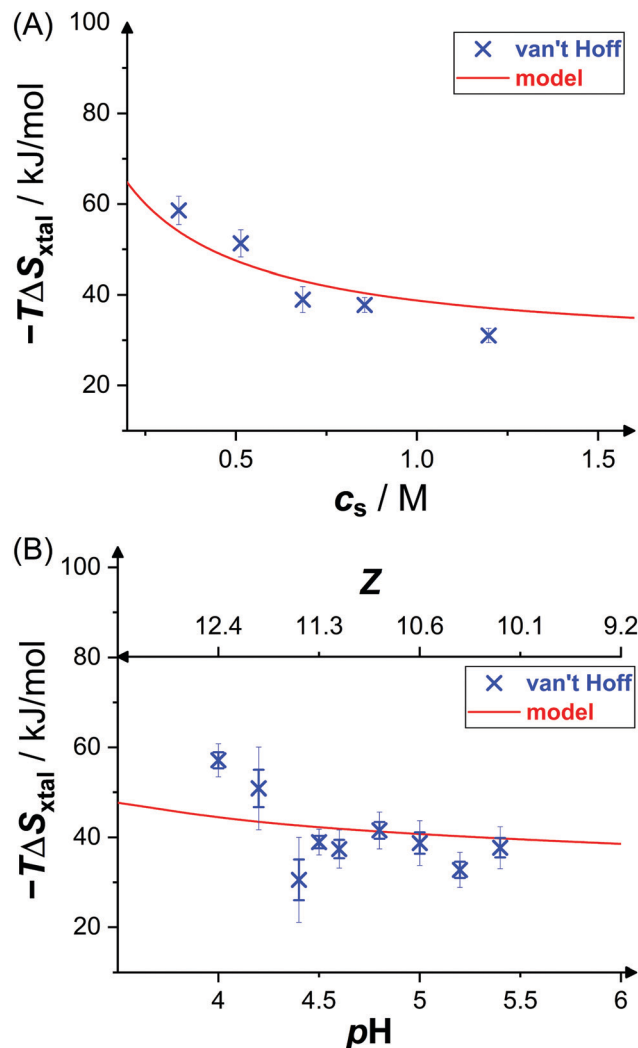 (A)
100
80
60
40
20
−TΔSxtal / kJ/mol
van't Hoff
model
0.5 1.0 1.5
cs / M
(B)
Z
12.4 11.3 10.6 10.1 9.2
100
80
60
40
20
−TΔSxtal / kJ/mol
van't Hoff
model
4 4.5 5 5.5 6
pH